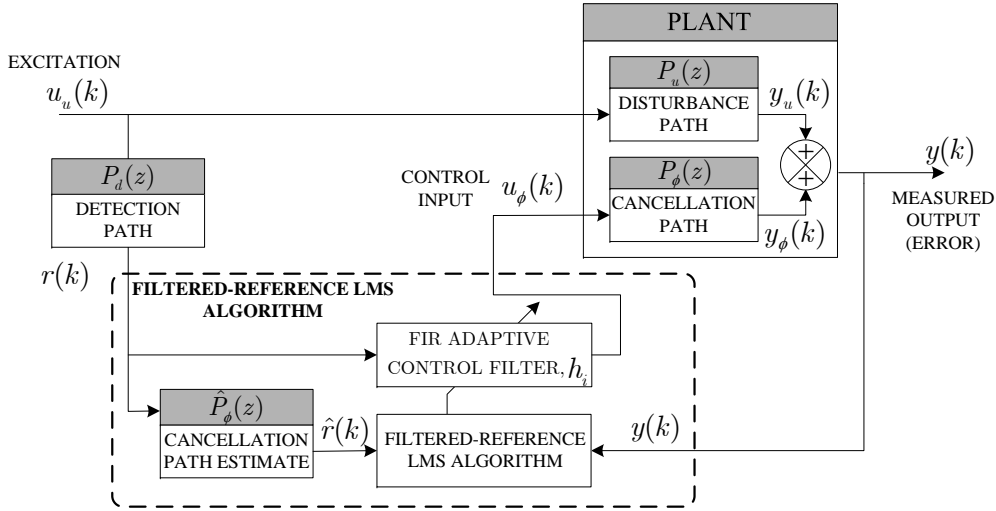 PLANT
EXCITATION
u_u(k)
P_u(z)
DISTURBANCE
PATH
y_u(k)
+
+
P_d(z)
DETECTION
PATH
CONTROL
INPUT
u_ϕ(k)
P_ϕ(z)
CANCELLATION
PATH
y_ϕ(k)
y(k)
MEASURED
OUTPUT
(ERROR)
r(k)
FILTERED-REFERENCE LMS
ALGORITHM
FIR ADAPTIVE
CONTROL FILTER, h_i
P̂_ϕ(z)
CANCELLATION
PATH ESTIMATE
r̂(k)
FILTERED-REFERENCE
LMS ALGORITHM
y(k)